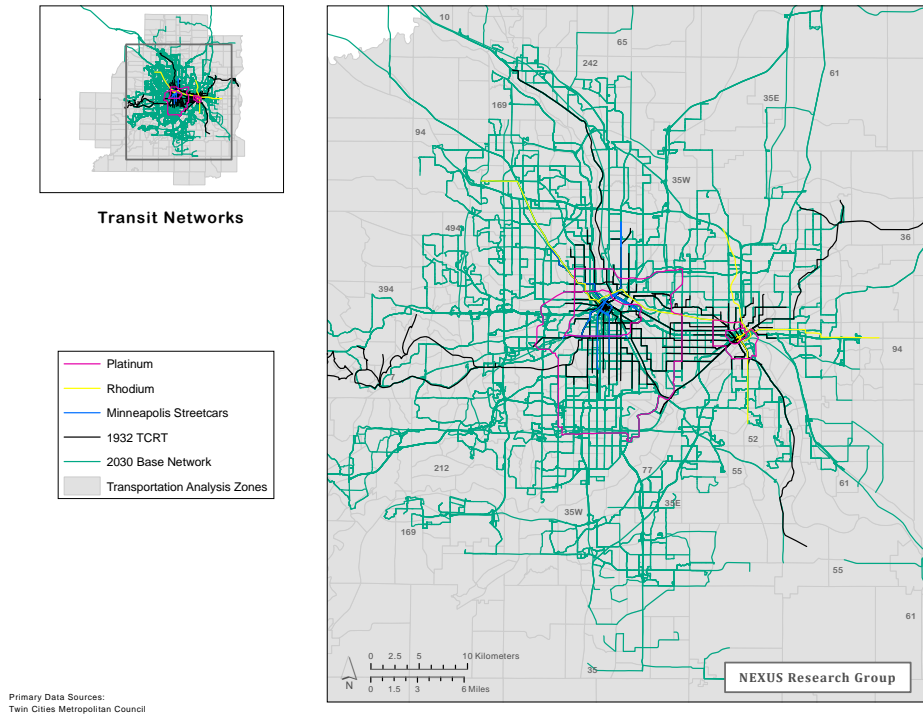 Transit Networks
Platinum
Rhodium
Minneapolis Streetcars
1932 TCRT
2030 Base Network
Transportation Analysis Zones
Primary Data Sources:
Twin Cities Metropolitan Council
10
65
242
61
169
35E
94
35W
494
36
394
94
52
212
77
55
61
35W
35E
169
55
61
35
0 2.5 5 10 Kilometers
0 1.5 3 6 Miles
N
NEXUS Research Group